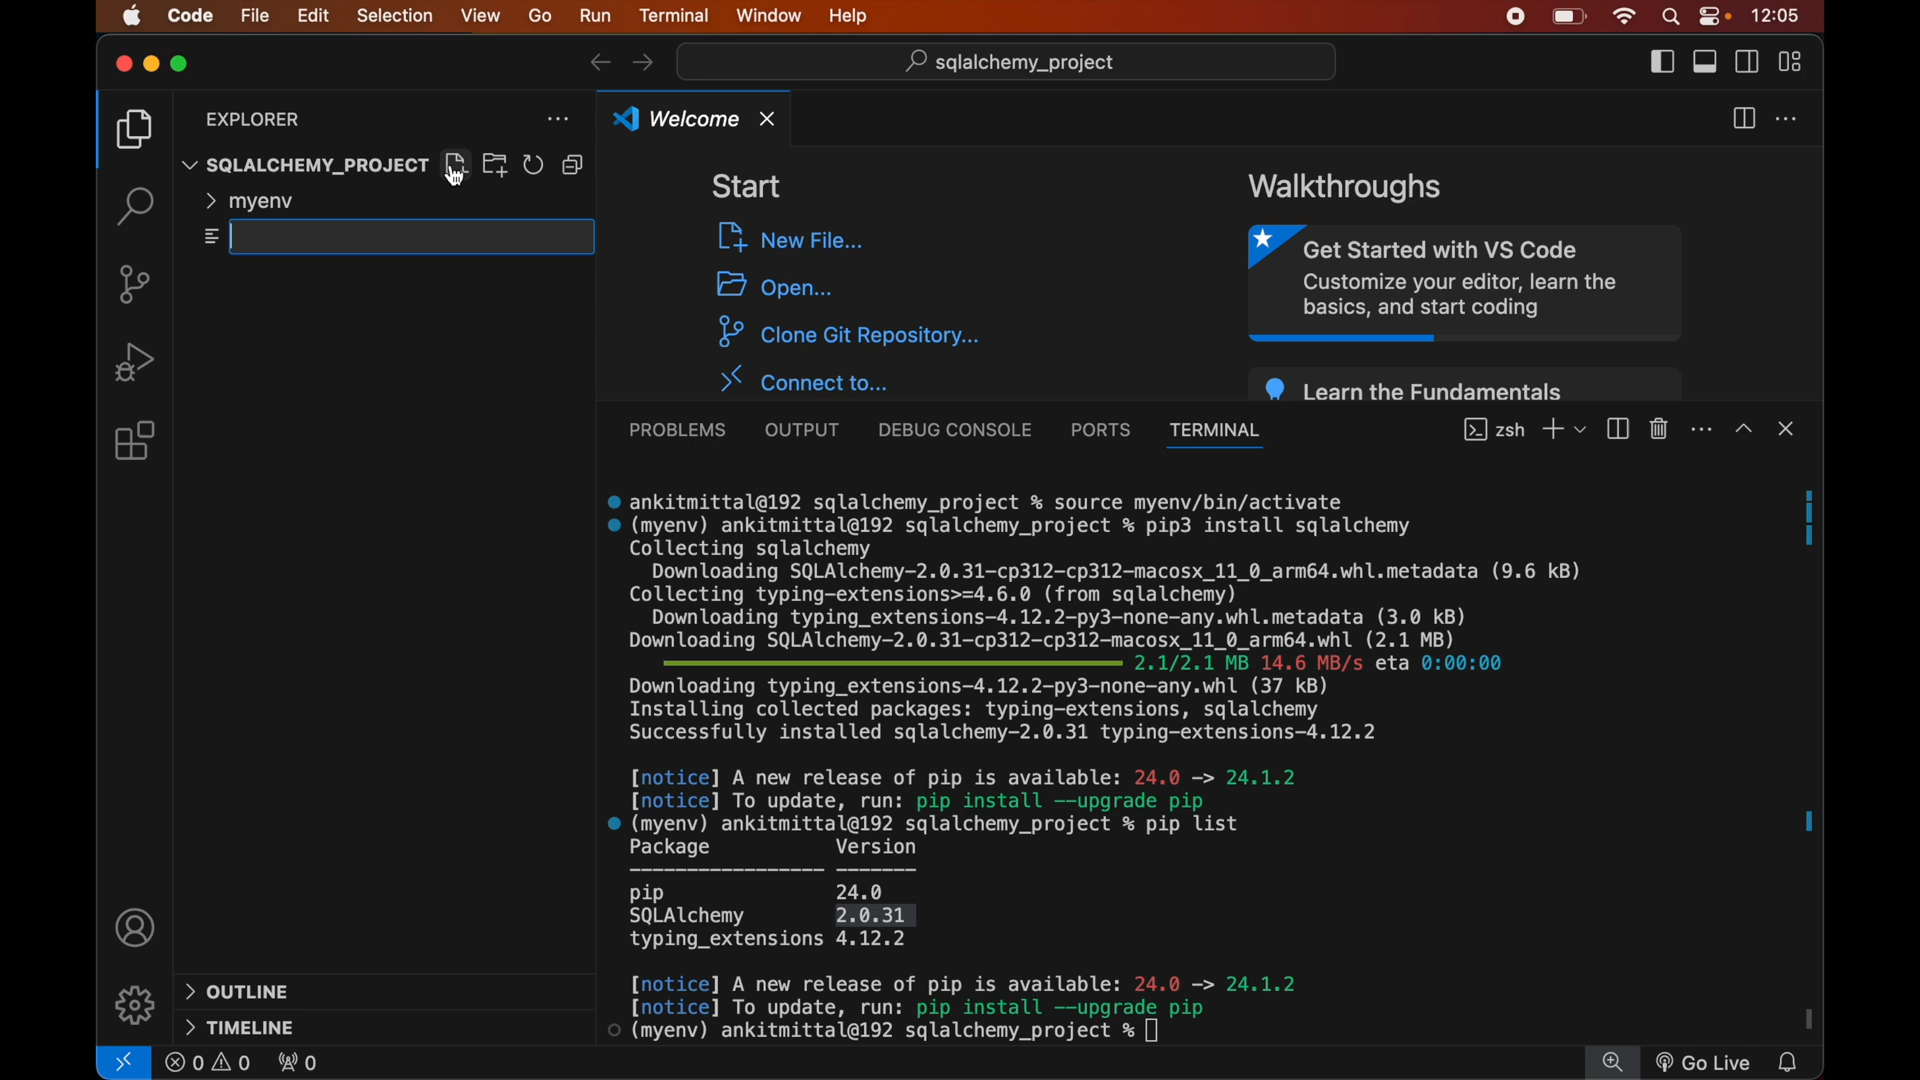 Code File Edit Selection View Go Run Terminal Window Help 12:05
sqlalchemy_project
EXPLORER
SQLALCHEMY_PROJECT
myenv
OUTLINE
TIMELINE
Welcome
Start
New File...
Open...
Clone Git Repository...
Connect to...
Walkthroughs
Get Started with VS Code
Customize your editor, learn the
basics, and start coding
Learn the Fundamentals
PROBLEMS OUTPUT DEBUG CONSOLE PORTS TERMINAL zsh
ankitmittal@192 sqlalchemy_project % source myenv/bin/activate
(myenv) ankitmittal@192 sqlalchemy_project % pip3 install sqlalchemy
Collecting sqlalchemy
Downloading SQLAlchemy-2.0.31-cp312-cp312-macosx_11_0_arm64.whl.metadata (9.6 kB)
Collecting typing-extensions>=4.6.0 (from sqlalchemy)
Downloading typing_extensions-4.12.2-py3-none-any.whl.metadata (3.0 kB)
Downloading SQLAlchemy-2.0.31-cp312-cp312-macosx_11_0_arm64.whl (2.1 MB)
2.1/2.1 MB 14.6 MB/s eta 0:00:00
Downloading typing_extensions-4.12.2-py3-none-any.whl (37 kB)
Installing collected packages: typing-extensions, sqlalchemy
Successfully installed sqlalchemy-2.0.31 typing-extensions-4.12.2
[notice] A new release of pip is available: 24.0 -> 24.1.2
[notice] To update, run: pip install --upgrade pip
(myenv) ankitmittal@192 sqlalchemy_project % pip list
Package Version
----------------- -------
pip 24.0
SQLAlchemy 2.0.31
typing_extensions 4.12.2
[notice] A new release of pip is available: 24.0 -> 24.1.2
[notice] To update, run: pip install --upgrade pip
(myenv) ankitmittal@192 sqlalchemy_project %
0 0 0 Go Live